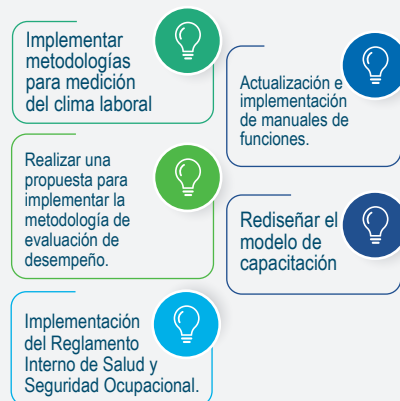 Implementar
metodologías
para medición
del clima laboral
Actualización e
implementación
de manuales de
funciones.
Realizar una
propuesta para
implementar la
metodología de
evaluación de
desempeño.
Rediseñar el
modelo de
capacitación
Implementación
del Reglamento
Interno de Salud y
Seguridad Ocupacional.